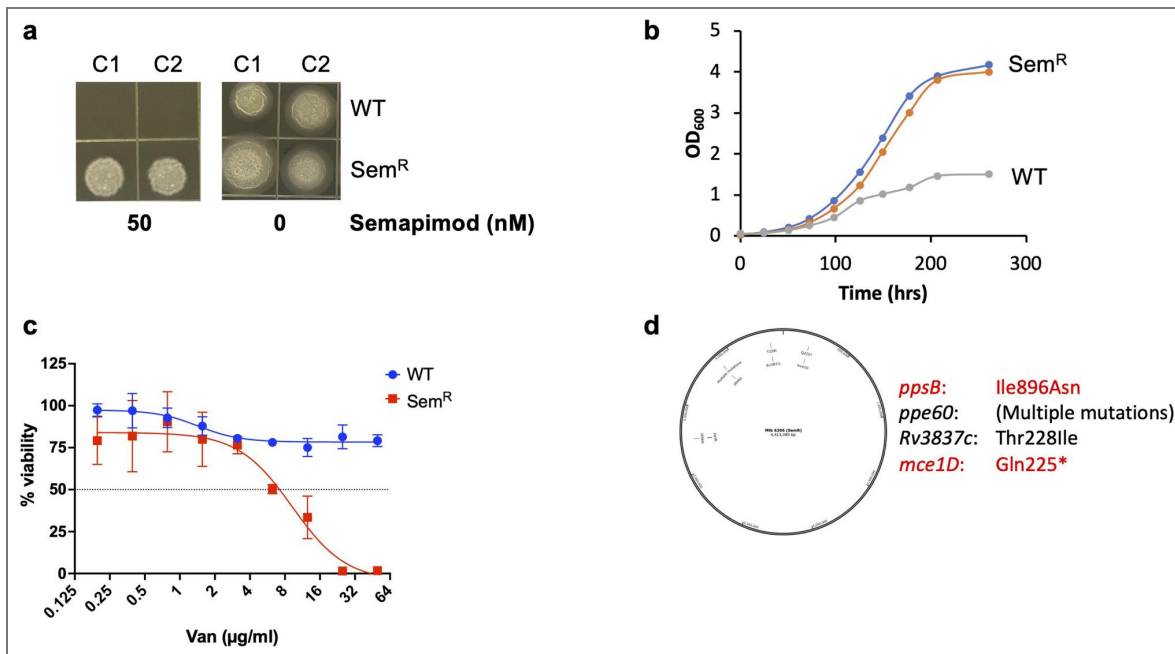 a
C1 C2 C1 C2
WT
Sem^R
50 0 Semapimod (nM)
b
OD600
5
4
3
2
1
0
0 100 200 300
Time (hrs)
Sem^R
WT
c
% viability
125
100
75
50
25
0
0.125 0.25 0.5 1 2 4 8 16 32 64
Van (µg/ml)
WT
Sem^R
d
Multiple mutations
Rv3837c
Mtb 6206 (SemR)
ppsB: Ile896Asn
ppe60: (Multiple mutations)
Rv3837c: Thr228Ile
mce1D: Gln225*